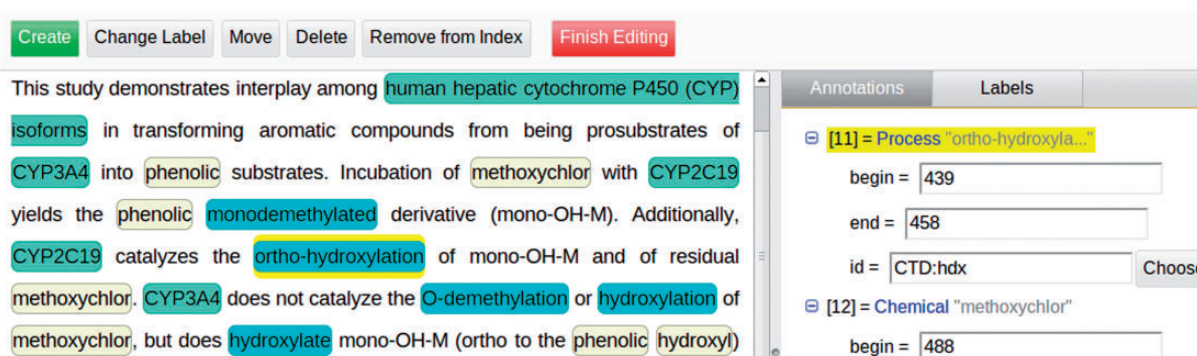 Create Change Label Move Delete Remove from Index Finish Editing
This study demonstrates interplay among human hepatic cytochrome P450 (CYP)
isoforms in transforming aromatic compounds from being prosubstrates of
CYP3A4 into phenolic substrates. Incubation of methoxychlor with CYP2C19
yields the phenolic monodemethylated derivative (mono-OH-M). Additionally,
CYP2C19 catalyzes the ortho-hydroxylation of mono-OH-M and of residual
methoxychlor. CYP3A4 does not catalyze the O-demethylation or hydroxylation of
methoxychlor, but does hydroxylate mono-OH-M (ortho to the phenolic hydroxyl)
Annotations Labels
[11] = Process "ortho-hydroxyla..."
begin = 439
end = 458
id = CTD:hdx Choose
[12] = Chemical "methoxychlor"
begin = 488